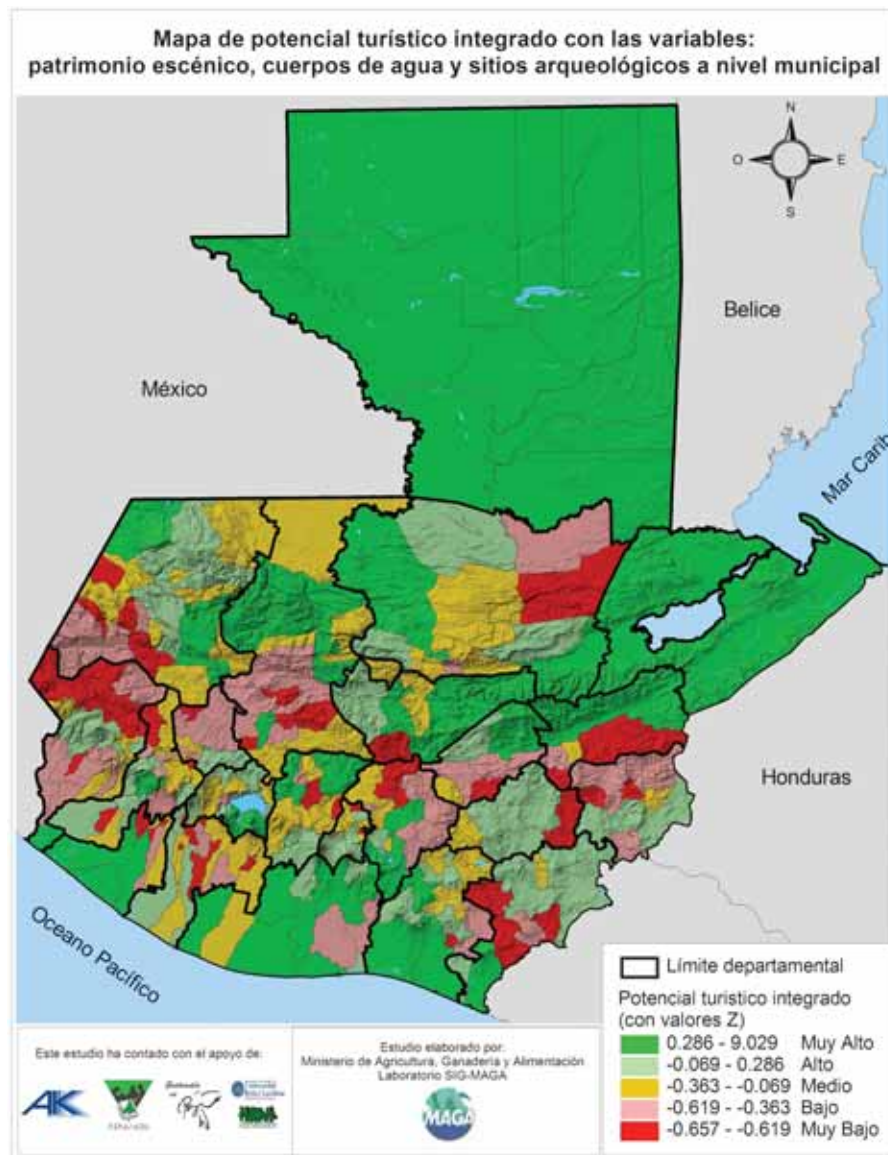 Mapa de potencial turístico integrado con las variables:
patrimonio escénico, cuerpos de agua y sitios arqueológicos a nivel municipal
N
O
E
S
Belice
México
Mar Carib
Honduras
Oceano Pacífico
Límite departamental
Potencial turistico integrado
(con valores Z)
0.286 - 9.029 Muy Alto
-0.069 - 0.286 Alto
-0.363 - -0.069 Medio
-0.619 - -0.363 Bajo
-0.657 - -0.619 Muy Bajo
Este estudio ha contado con el apoyo de:
Estudio elaborado por:
Ministerio de Agricultura, Ganadería y Alimentación
Laboratorio SIG-MAGA
MAGA